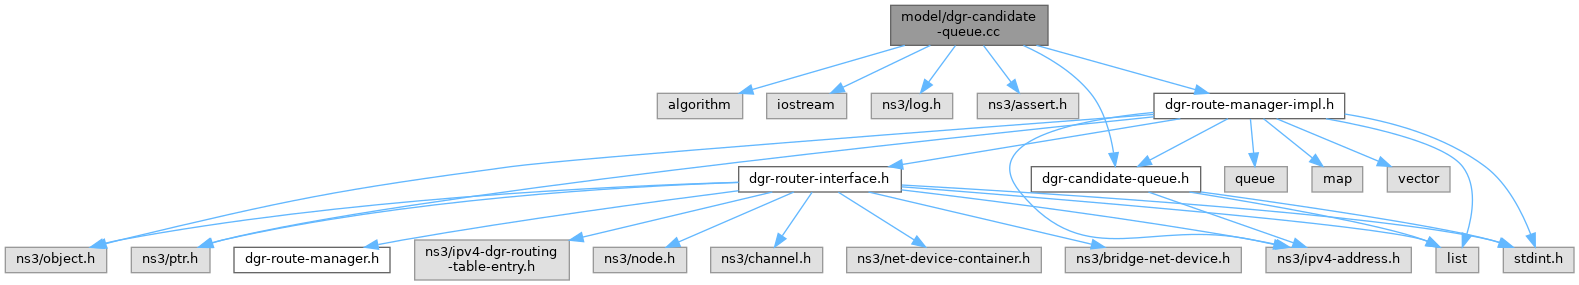 model/dgr-candidate
-queue.cc
algorithm
iostream
ns3/log.h
ns3/assert.h
dgr-route-manager-impl.h
dgr-router-interface.h
dgr-candidate-queue.h
queue
map
vector
ns3/object.h
ns3/ptr.h
dgr-route-manager.h
ns3/ipv4-dgr-routing
-table-entry.h
ns3/node.h
ns3/channel.h
ns3/net-device-container.h
ns3/bridge-net-device.h
ns3/ipv4-address.h
list
stdint.h